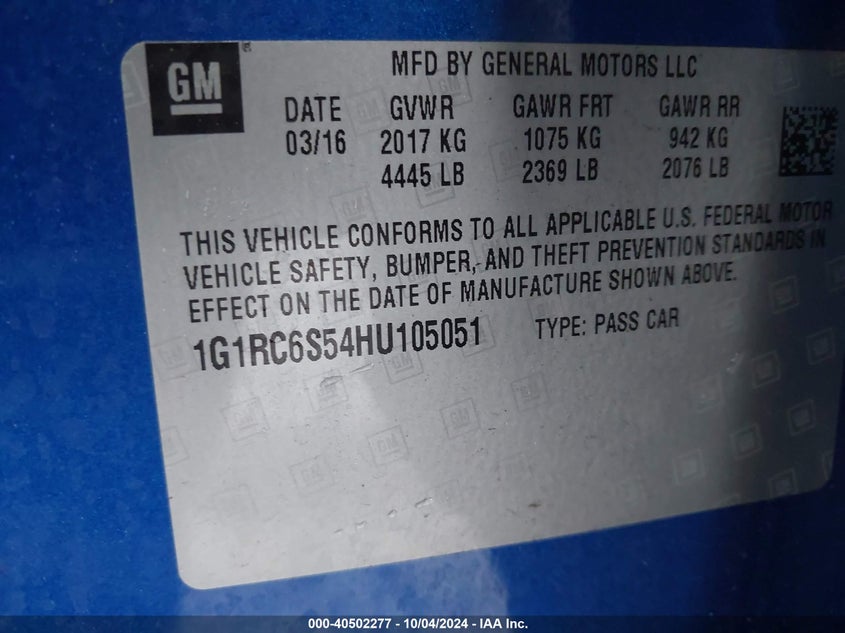 GM
MFD BY GENERAL MOTORS LLC
DATE GVWR GAWR FRT GAWR RR
03/16 2017 KG 1075 KG 942 KG
4445 LB 2369 LB 2076 LB
THIS VEHICLE CONFORMS TO ALL APPLICABLE U.S. FEDERAL MOTOR
VEHICLE SAFETY, BUMPER, AND THEFT PREVENTION STANDARDS IN
EFFECT ON THE DATE OF MANUFACTURE SHOWN ABOVE.
1G1RC6S54HU105051 TYPE: PASS CAR
000-40502277 - 10/04/2024 - IAA Inc.